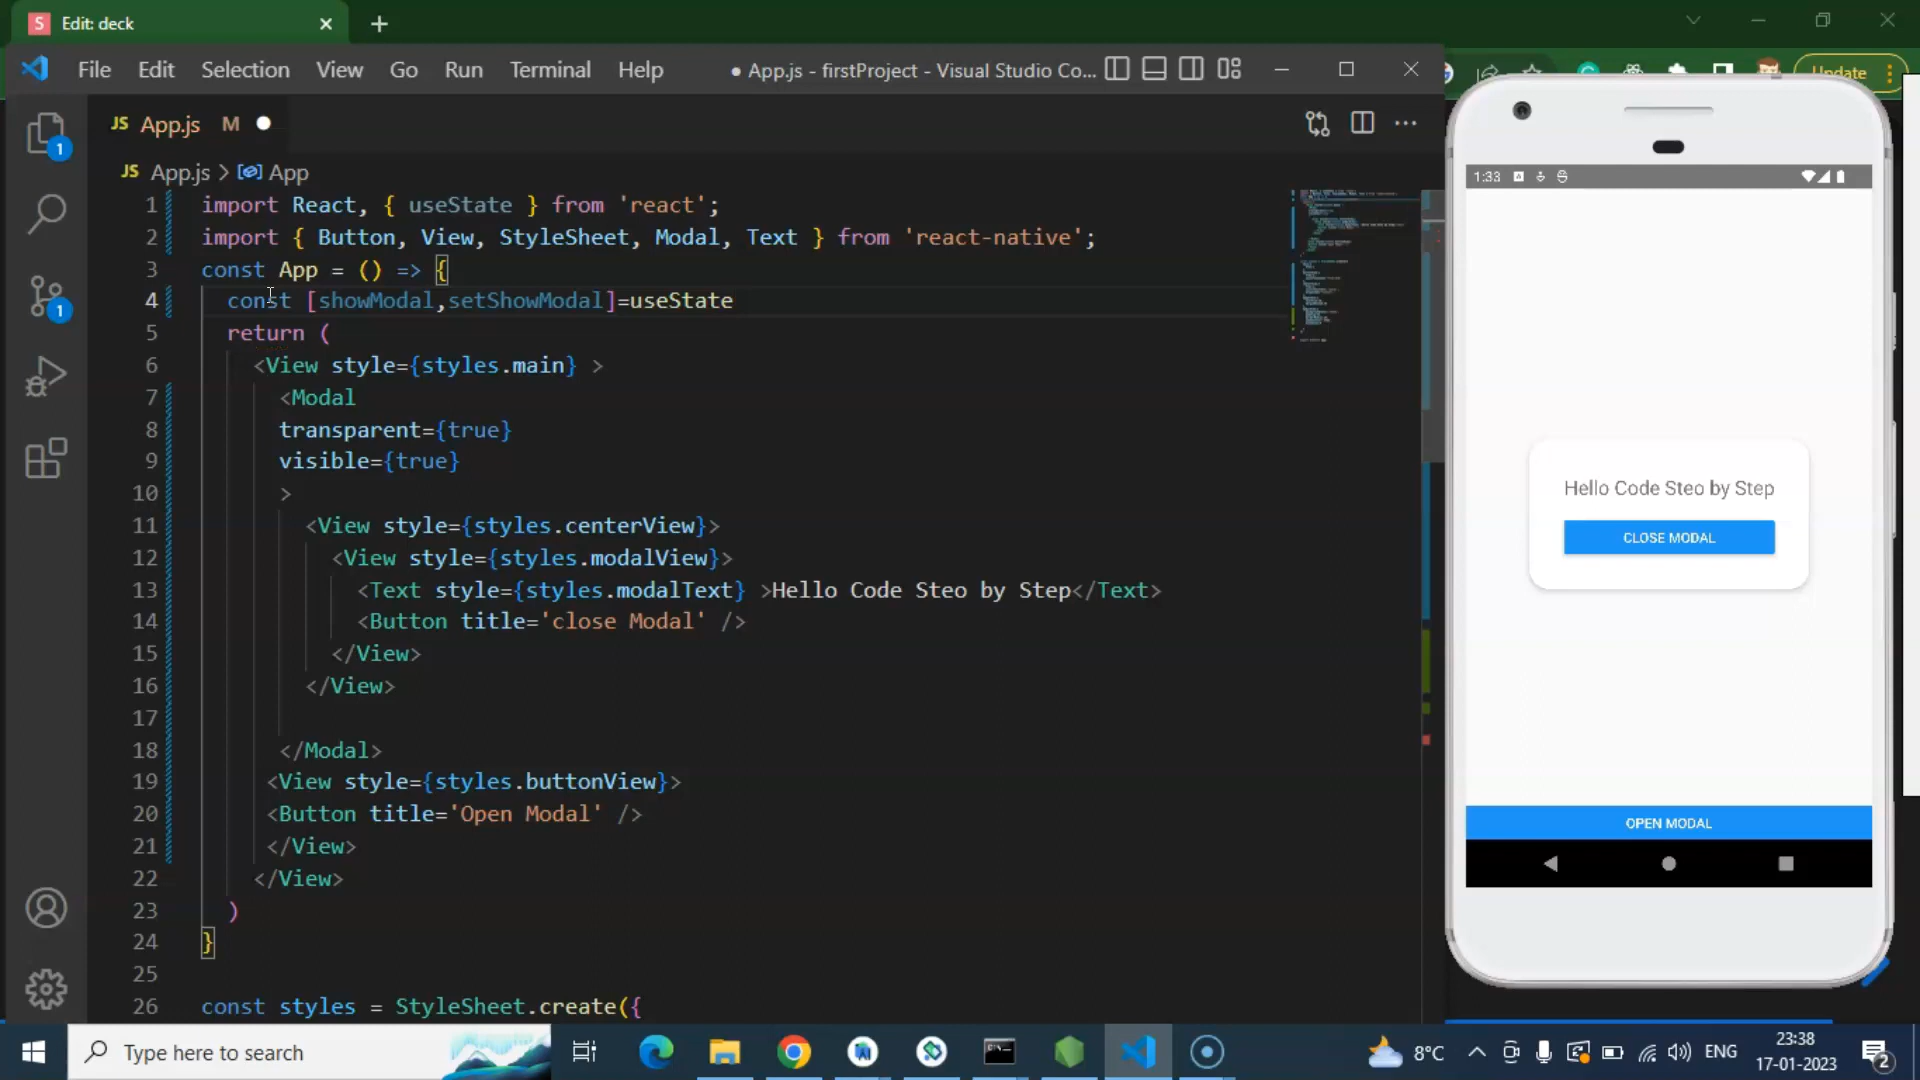 S Edit: deck
File Edit Selection View Go Run Terminal Help ● App.js - firstProject - Visual Studio Co...
Update
JS App.js M
JS App.js > App
1 import React, { useState } from 'react';
2 import { Button, View, StyleSheet, Modal, Text } from 'react-native';
3 const App = () => {
4 const [showModal,setShowModal]=useState
5 return (
6 <View style={styles.main} >
7 <Modal
8 transparent={true}
9 visible={true}
10 >
11 <View style={styles.centerView}>
12 <View style={styles.modalView}>
13 <Text style={styles.modalText} >Hello Code Steo by Step</Text>
14 <Button title='close Modal' />
15 </View>
16 </View>
17
18 </Modal>
19 <View style={styles.buttonView}>
20 <Button title='Open Modal' />
21 </View>
22 </View>
23 )
24 }
25
26 const styles = StyleSheet.create({
1
1
1:33
Hello Code Steo by Step
CLOSE MODAL
OPEN MODAL
Type here to search
8°C
ENG
23:38
17-01-2023
2